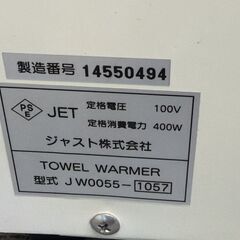 製造番号 14550494
PSE JET 定格電圧 100V
定格消費電力 400W
ジャスト株式会社
TOWEL WARMER
型式 JW0055-1057